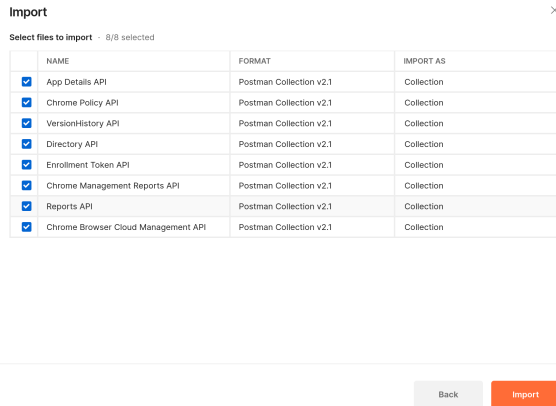 Import
Select files to import · 8/8 selected
NAME FORMAT IMPORT AS
App Details API Postman Collection v2.1 Collection
Chrome Policy API Postman Collection v2.1 Collection
VersionHistory API Postman Collection v2.1 Collection
Directory API Postman Collection v2.1 Collection
Enrollment Token API Postman Collection v2.1 Collection
Chrome Management Reports API Postman Collection v2.1 Collection
Reports API Postman Collection v2.1 Collection
Chrome Browser Cloud Management API Postman Collection v2.1 Collection
Back Import